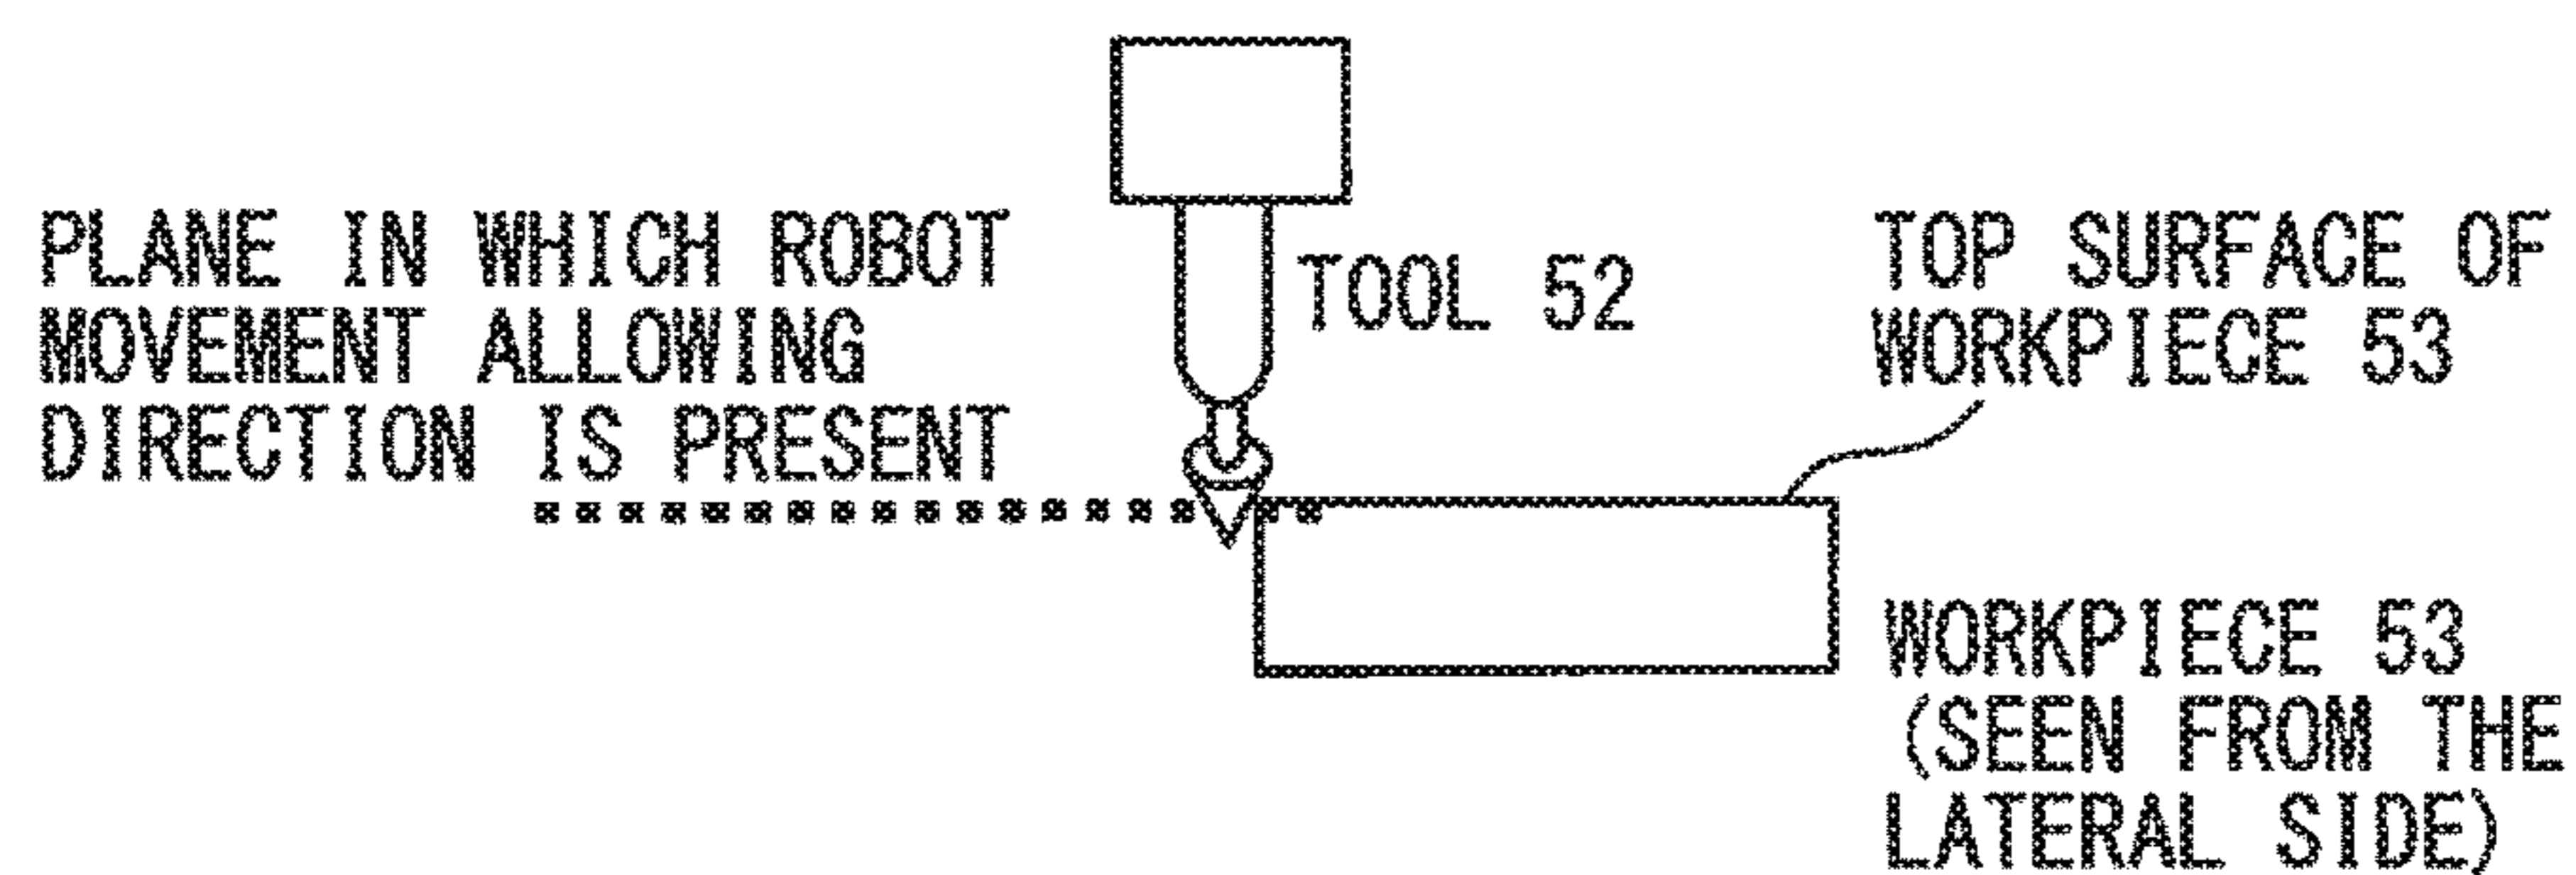 PLANE IN WHICH ROBOT
MOVEMENT ALLOWING
DIRECTION IS PRESENT
TOOL 52
TOP SURFACE OF
WORKPIECE 53
WORKPIECE 53
(SEEN FROM THE
LATERAL SIDE)